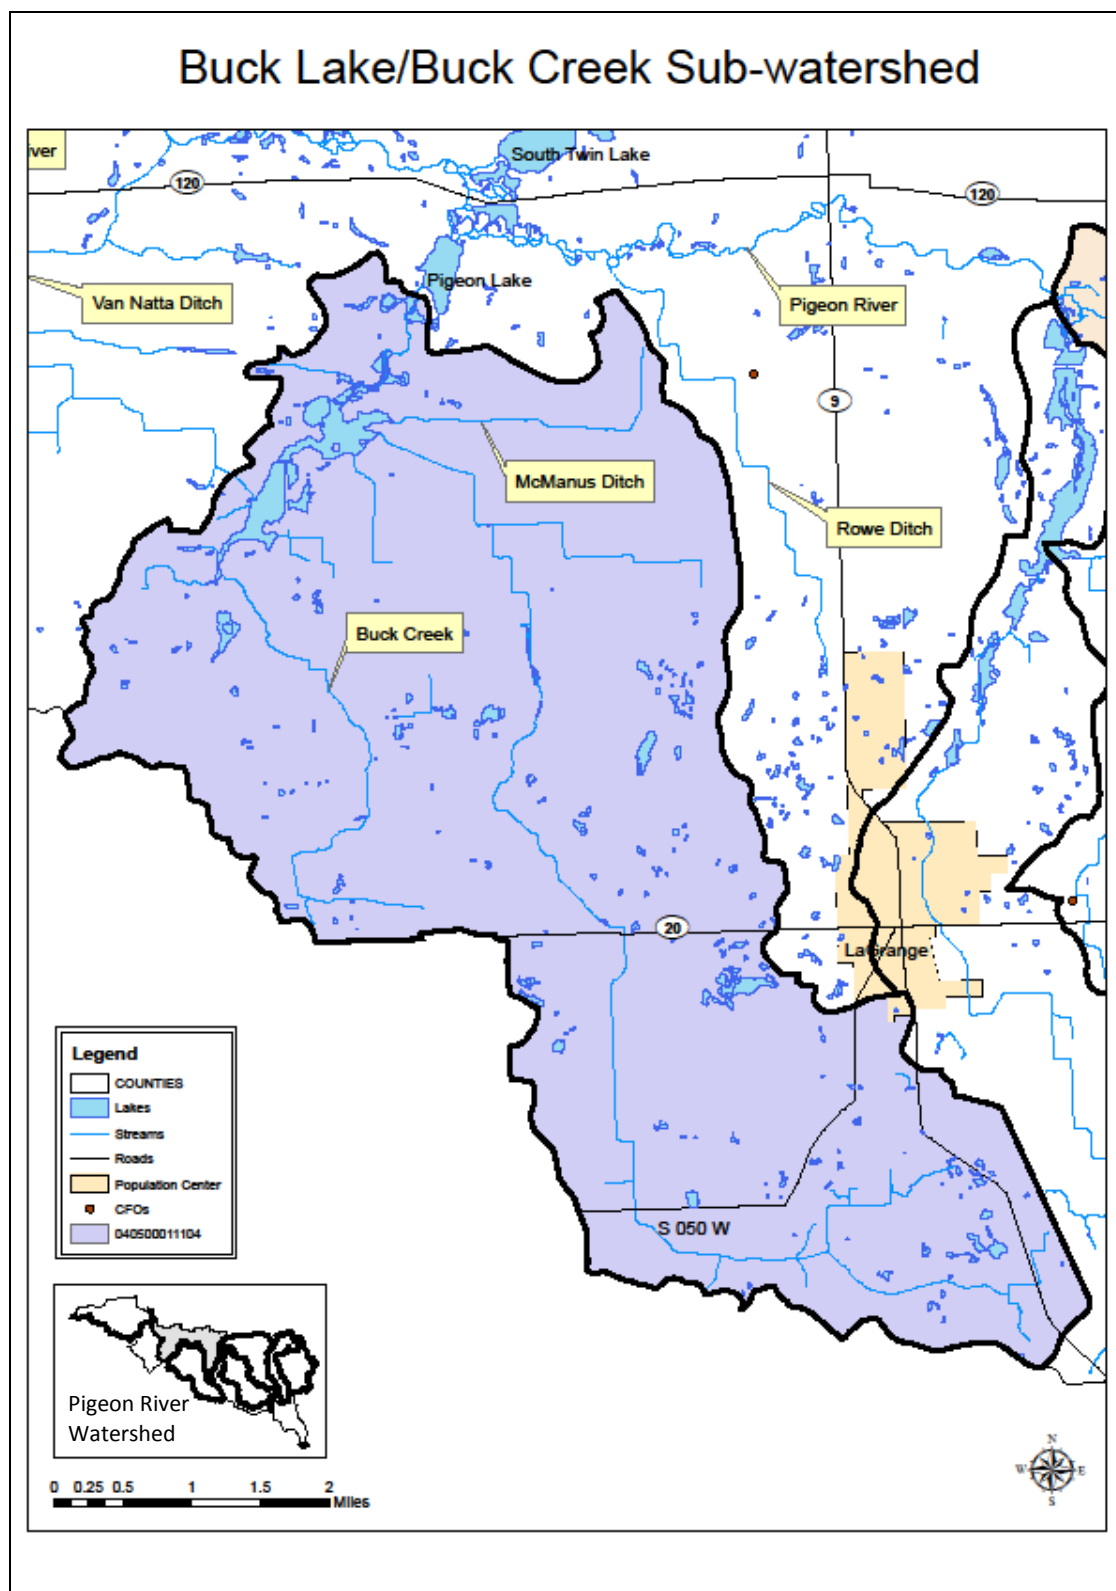 Buck Lake/Buck Creek Sub-watershed
iver
South Twin Lake
120
120
Pigeon Lake
Van Natta Ditch
Pigeon River
9
McManus Ditch
Rowe Ditch
Buck Creek
20
LaGrange
S 050 W
Legend
COUNTIES
Lakes
Streams
Roads
Population Center
CFOs
040500011104
Pigeon River
Watershed
0 0.25 0.5 1 1.5 2
Miles
N
W E
S